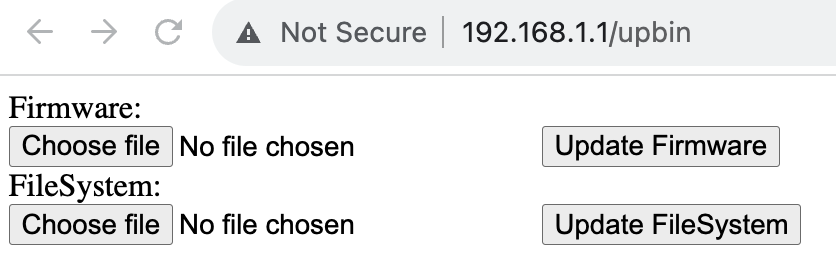 Not Secure 192.168.1.1/upbin
Firmware:
Choose file No file chosen Update Firmware
FileSystem:
Choose file No file chosen Update FileSystem